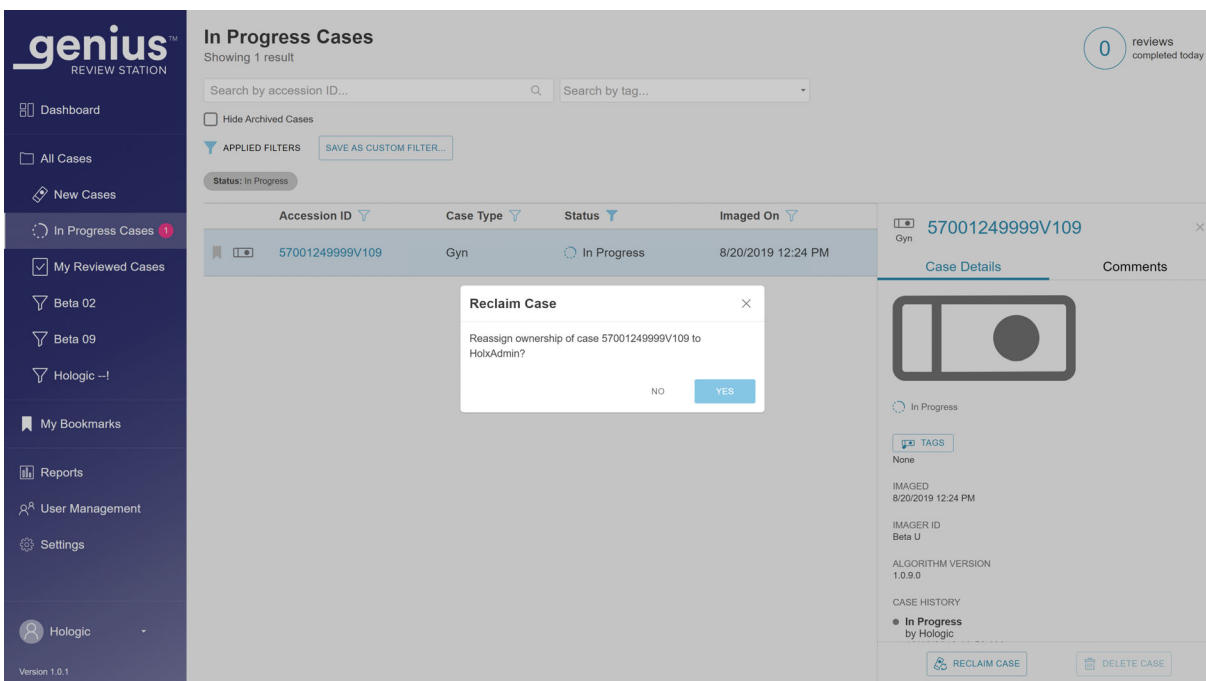 genius™
REVIEW STATION
Dashboard
All Cases
New Cases
In Progress Cases 1
My Reviewed Cases
Beta 02
Beta 09
Hologic --!
My Bookmarks
Reports
User Management
Settings
Hologic
Version 1.0.1
In Progress Cases
Showing 1 result
0 reviews
completed today
Search by accession ID...
Search by tag...
Hide Archived Cases
APPLIED FILTERS
SAVE AS CUSTOM FILTER...
Status: In Progress
Accession ID Case Type Status Imaged On
57001249999V109 Gyn In Progress 8/20/2019 12:24 PM
Reclaim Case
Reassign ownership of case 57001249999V109 to
HolxAdmin?
NO YES
Gyn
57001249999V109
Case Details Comments
In Progress
TAGS
None
IMAGED
8/20/2019 12:24 PM
IMAGER ID
Beta U
ALGORITHM VERSION
1.0.9.0
CASE HISTORY
In Progress
by Hologic
RECLAIM CASE DELETE CASE